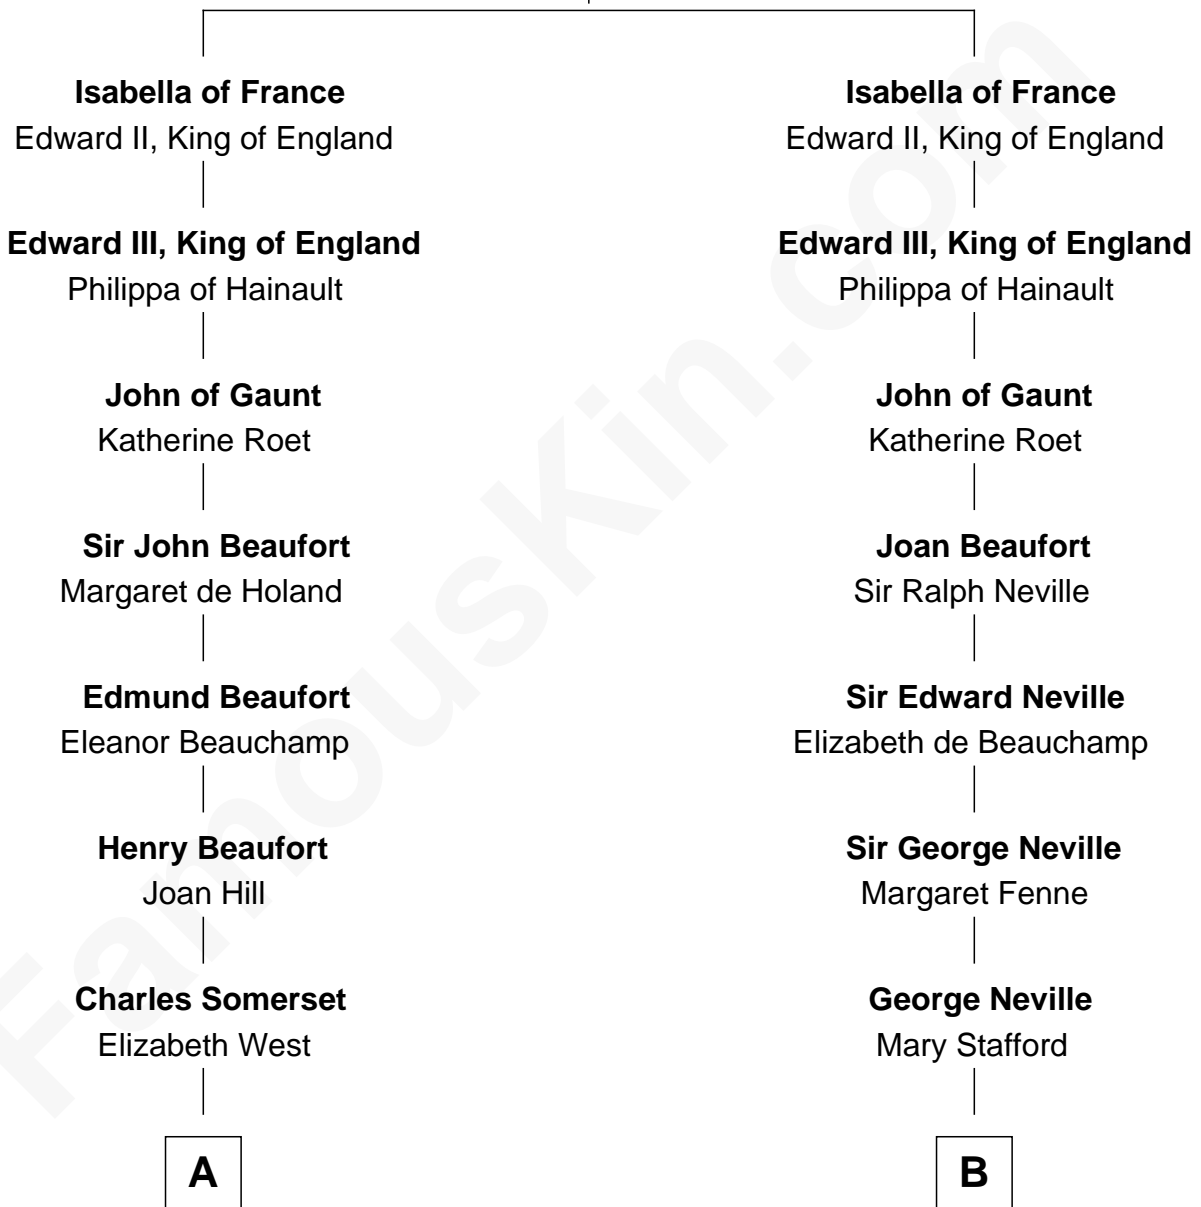 Isabella of France
Edward II, King of England
Edward III, King of England
Philippa of Hainault
John of Gaunt
Katherine Roet
Sir John Beaufort
Margaret de Holand
Edmund Beaufort
Eleanor Beauchamp
Henry Beaufort
Joan Hill
Charles Somerset
Elizabeth West
A
Isabella of France
Edward II, King of England
Edward III, King of England
Philippa of Hainault
John of Gaunt
Katherine Roet
Joan Beaufort
Sir Ralph Neville
Sir Edward Neville
Elizabeth de Beauchamp
Sir George Neville
Margaret Fenne
George Neville
Mary Stafford
B
FamousKin.com